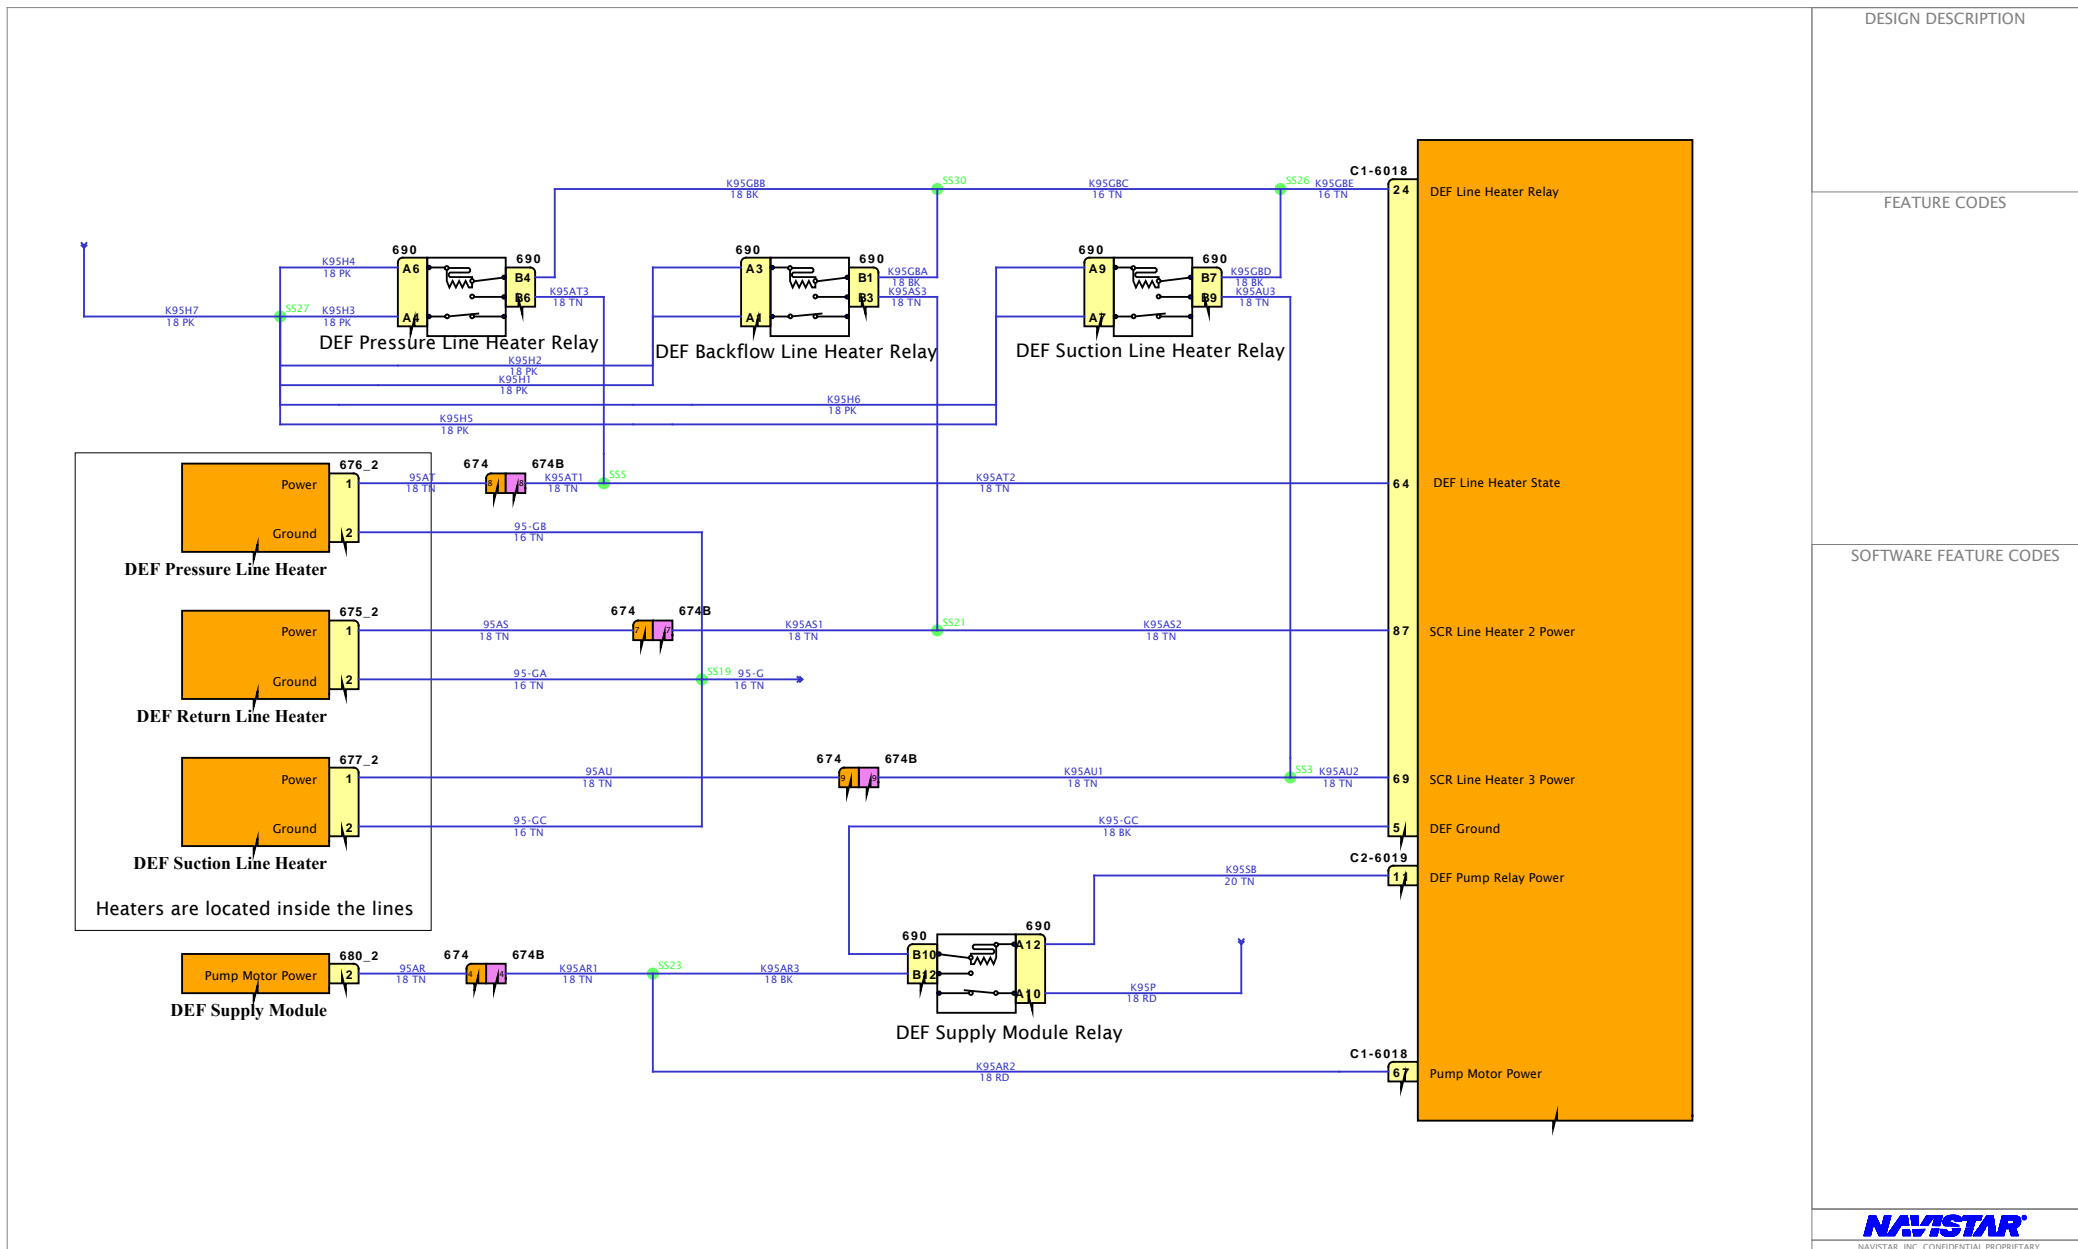 DESIGN DESCRIPTION
FEATURE CODES
SOFTWARE FEATURE CODES
K95GBB
18 BK
SS30
K95GBC
16 TN
SS26
K95GBE
16 TN
C1-6018
24
DEF Line Heater Relay
690
A6
A4
690
B4
B6
K95H4
18 PK
K95H7
18 PK
SS27
K95H3
18 PK
K95AT3
18 TN
DEF Pressure Line Heater Relay
690
A3
690
B1
B3
K95GBA
18 BK
K95AS3
18 TN
DEF Backflow Line Heater Relay
690
A9
690
B7
B9
K95GBD
18 BK
K95AU3
18 TN
DEF Suction Line Heater Relay
K95H2
18 PK
K95H1
18 PK
K95H6
18 PK
K95H5
18 PK
Power
Ground
676_2
1
2
DEF Pressure Line Heater
95AT
18 TN
674
674B
8
8
K95AT1
18 TN
SS5
K95AT2
18 TN
64
DEF Line Heater State
95-GB
16 TN
Power
Ground
675_2
1
2
DEF Return Line Heater
95AS
18 TN
674
674B
7
7
K95AS1
18 TN
SS21
K95AS2
18 TN
87
SCR Line Heater 2 Power
95-GA
16 TN
SS19
95-G
16 TN
Power
Ground
677_2
1
2
DEF Suction Line Heater
95AU
18 TN
674
674B
9
9
K95AU1
18 TN
SS3
K95AU2
18 TN
69
SCR Line Heater 3 Power
95-GC
16 TN
K95-GC
18 BK
5
DEF Ground
Heaters are located inside the lines
C2-6019
K95SB
20 TN
DEF Pump Relay Power
Pump Motor Power
680_2
2
DEF Supply Module
95AR
18 TN
674
674B
4
4
K95AR1
18 TN
SS23
K95AR3
18 BK
690
B10
B12
690
A12
A10
K95P
18 RD
DEF Supply Module Relay
K95AR2
18 RD
C1-6018
67
Pump Motor Power
NAVISTAR
NAVISTAR, INC. CONFIDENTIAL PROPRIETARY